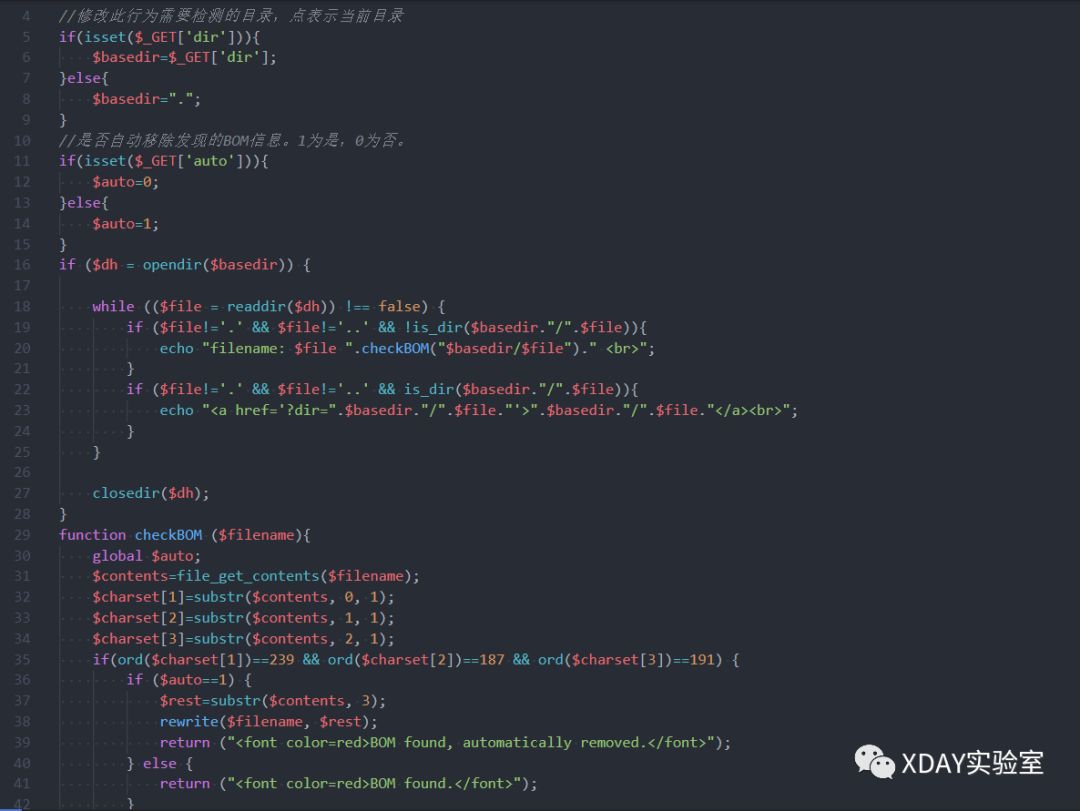 4 //修改此行为需要检测的目录，点表示当前目录
5 if(isset($_GET['dir'])){
6     $basedir=$_GET['dir'];
7 }else{
8     $basedir=".";
9 }
10 //是否自动移除发现的BOM信息。1为是，0为否。
11 if(isset($_GET['auto'])){
12     $auto=0;
13 }else{
14     $auto=1;
15 }
16 if ($dh = opendir($basedir)) {
17
18     while (($file = readdir($dh)) !== false) {
19         if ($file!='.' && $file!='..' && !is_dir($basedir."/".$file)){
20             echo "filename: $file ".checkBOM("$basedir/$file")." <br>";
21         }
22         if ($file!='.' && $file!='..' && is_dir($basedir."/".$file)){
23             echo "<a href='?dir=".$basedir."/".$file."'>".$basedir."/".$file."</a><br>";
24         }
25     }
26
27     closedir($dh);
28 }
29 function checkBOM ($filename){
30     global $auto;
31     $contents=file_get_contents($filename);
32     $charset[1]=substr($contents, 0, 1);
33     $charset[2]=substr($contents, 1, 1);
34     $charset[3]=substr($contents, 2, 1);
35     if(ord($charset[1])==239 && ord($charset[2])==187 && ord($charset[3])==191) {
36         if ($auto==1) {
37             $rest=substr($contents, 3);
38             rewrite($filename, $rest);
39             return ("<font color=red>BOM found, automatically removed.</font>");
40         } else {
41             return ("<font color=red>BOM found.</font>");
42         }
XDAY实验室